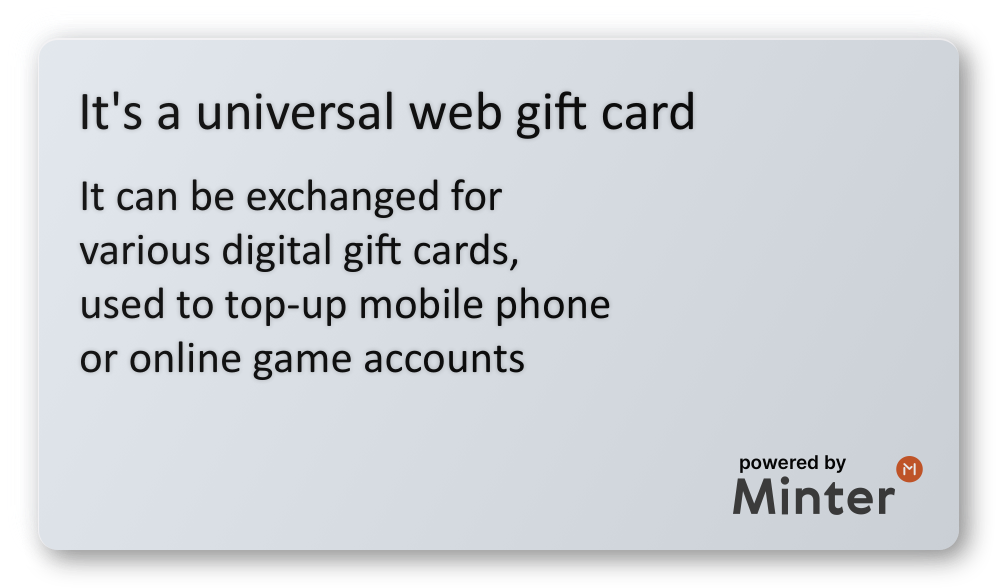 It's a universal web gift card
It can be exchanged for
various digital gift cards,
used to top-up mobile phone
or online game accounts
powered by
Minter M